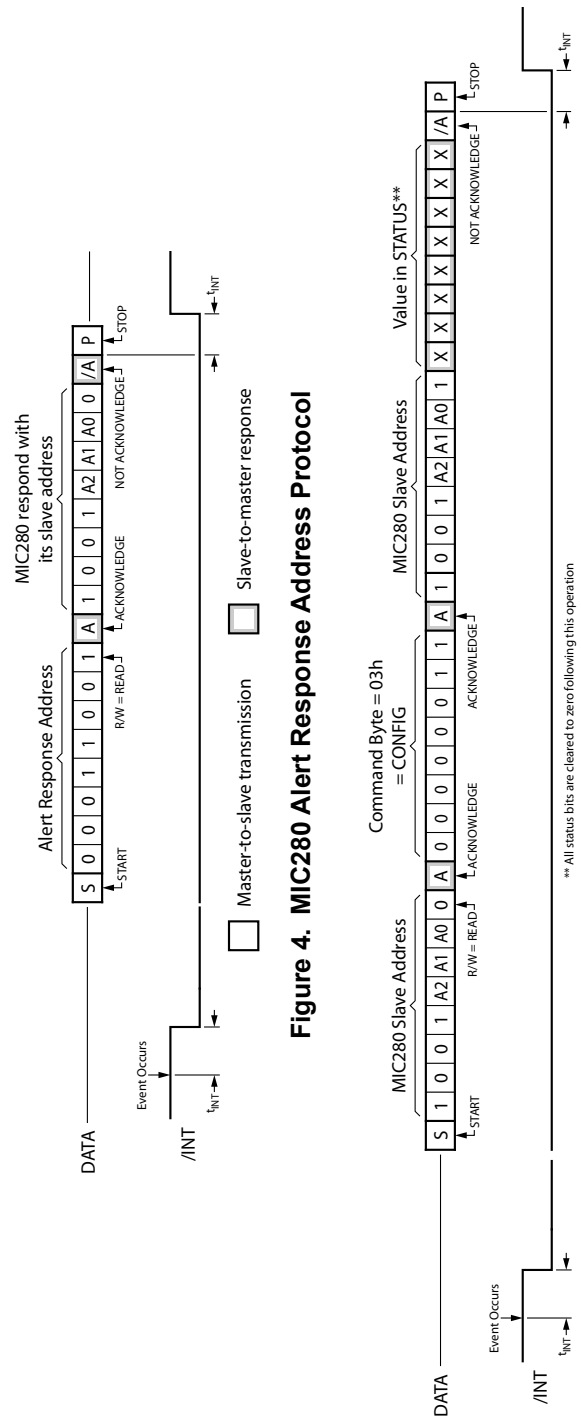 MIC280 respond with
its slave address
Alert Response Address
DATA
S 0 0 0 1 1 0 0 1 A 1 0 0 1 A2 A1 A0 0 /A P
START
R/W = READ
ACKNOWLEDGE
NOT ACKNOWLEDGE
STOP
Event Occurs
/INT
tINT
tINT
Master-to-slave transmission
Slave-to-master response
Figure 4. MIC280 Alert Response Address Protocol
Command Byte = 03h
= CONFIG
MIC280 Slave Address
MIC280 Slave Address
Value in STATUS**
DATA
S 1 0 0 1 A2 A1 A0 0 A 0 0 0 0 0 0 1 1 A 1 0 0 1 A2 A1 A0 1 X X X X X X X X /A P
START
R/W = READ
ACKNOWLEDGE
ACKNOWLEDGE
NOT ACKNOWLEDGE
STOP
Event Occurs
/INT
tINT
tINT
** All status bits are cleared to zero following this operation